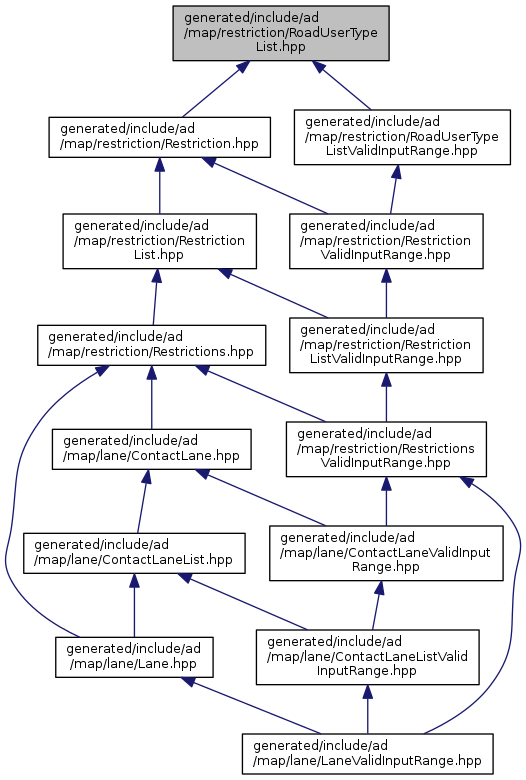 generated/include/ad
/map/restriction/RoadUserType
List.hpp
generated/include/ad
/map/restriction/Restriction.hpp
generated/include/ad
/map/restriction/RoadUserType
ListValidInputRange.hpp
generated/include/ad
/map/restriction/Restriction
List.hpp
generated/include/ad
/map/restriction/Restriction
ValidInputRange.hpp
generated/include/ad
/map/restriction/Restrictions.hpp
generated/include/ad
/map/restriction/Restriction
ListValidInputRange.hpp
generated/include/ad
/map/lane/ContactLane.hpp
generated/include/ad
/map/restriction/Restrictions
ValidInputRange.hpp
generated/include/ad
/map/lane/ContactLaneList.hpp
generated/include/ad
/map/lane/ContactLaneValidInput
Range.hpp
generated/include/ad
/map/lane/Lane.hpp
generated/include/ad
/map/lane/ContactLaneListValid
InputRange.hpp
generated/include/ad
/map/lane/LaneValidInputRange.hpp